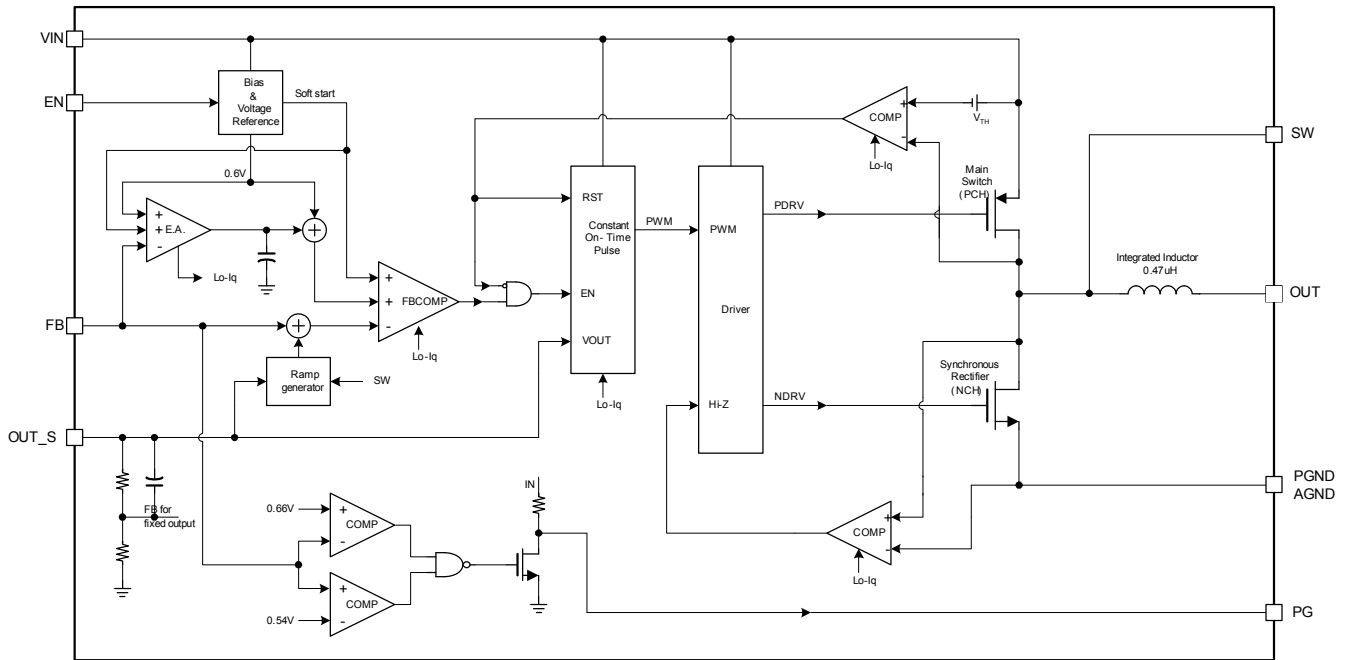 VIN
EN
Bias
&
Voltage
Reference
Soft start
0.6V
+
+
-
E.A.
Lo-Iq
FB
+
+
-
FBCOMP
Lo-Iq
Ramp
generator
SW
OUT_S
FB for
fixed output
RST
Constant
On- Time
Pulse
EN
VOUT
Lo-Iq
PWM
PWM
Driver
Hi-Z
PDRV
NDRV
+
-
COMP
Lo-Iq
VTH
Main
Switch
(PCH)
Synchronous
Rectifier
(NCH)
Integrated Inductor
0.47uH
SW
OUT
PGND
AGND
+
-
COMP
Lo-Iq
0.66V
+
-
COMP
+
-
COMP
0.54V
IN
PG